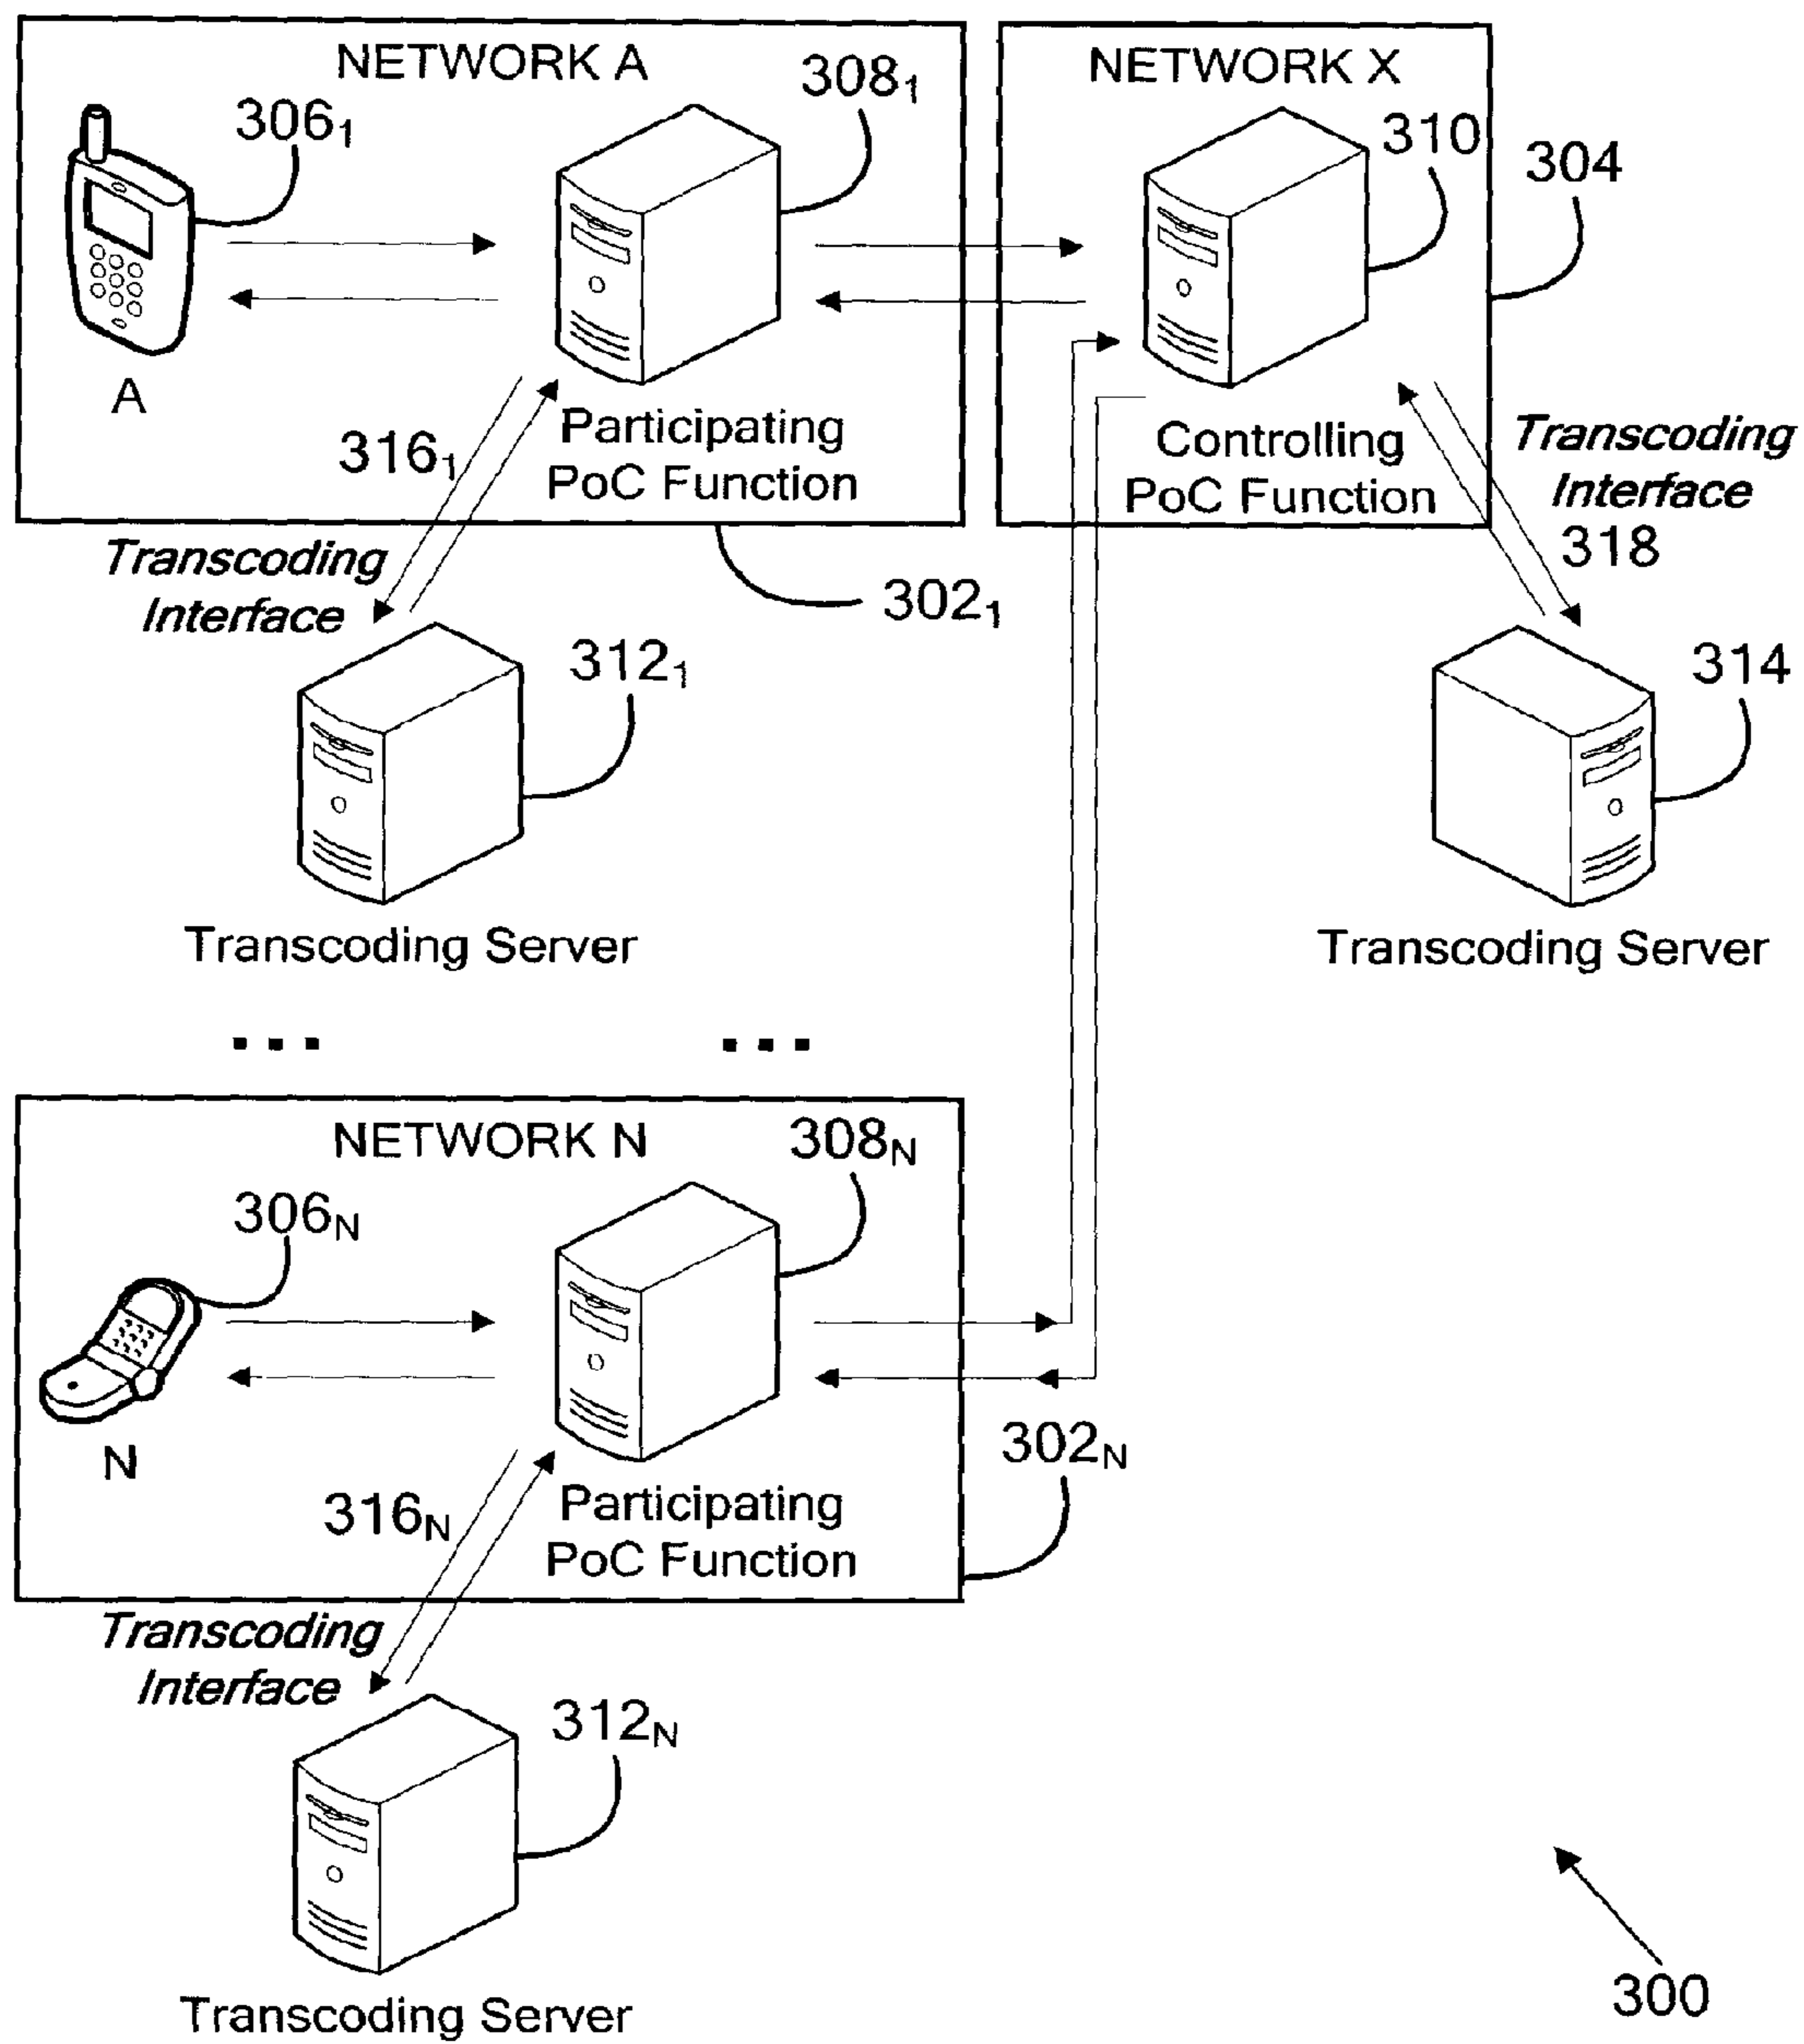 NETWORK A
NETWORK X
306₁
308₁
310
304
A
316₁
Participating
PoC Function
Controlling
PoC Function
Transcoding
Interface
318
Transcoding
Interface
302₁
312₁
314
Transcoding Server
Transcoding Server
... ...
NETWORK N
308N
306N
N
302N
316N
Participating
PoC Function
Transcoding
Interface
312N
300
Transcoding Server